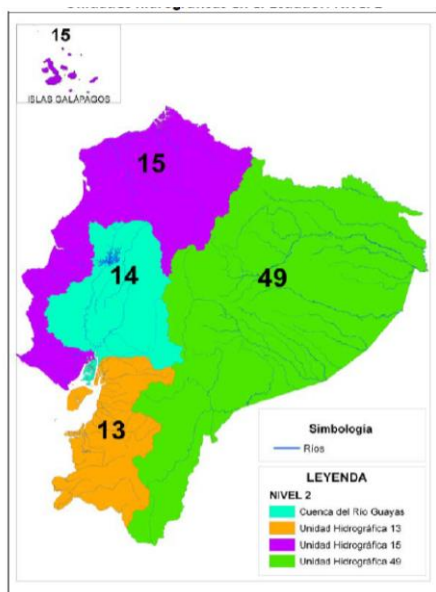 15
ISLAS GALÁPAGOS
15
14
49
13
Simbología
Ríos
LEYENDA
NIVEL 2
Cuenca del Río Guayas
Unidad Hidrográfica 13
Unidad Hidrográfica 15
Unidad Hidrográfica 49